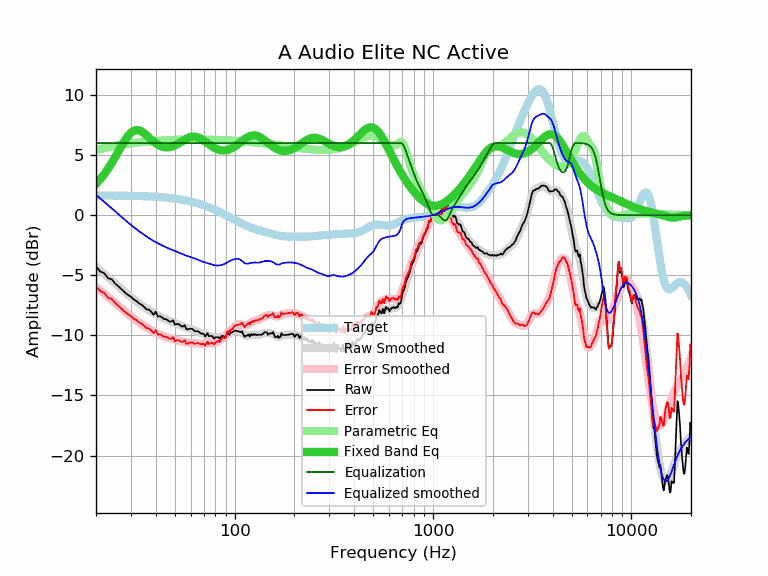 A Audio Elite NC Active
10
5
0
−5
−10
−15
−20
Amplitude (dBr)
Target
Raw Smoothed
Error Smoothed
Raw
Error
Parametric Eq
Fixed Band Eq
Equalization
Equalized smoothed
100 1000 10000
Frequency (Hz)